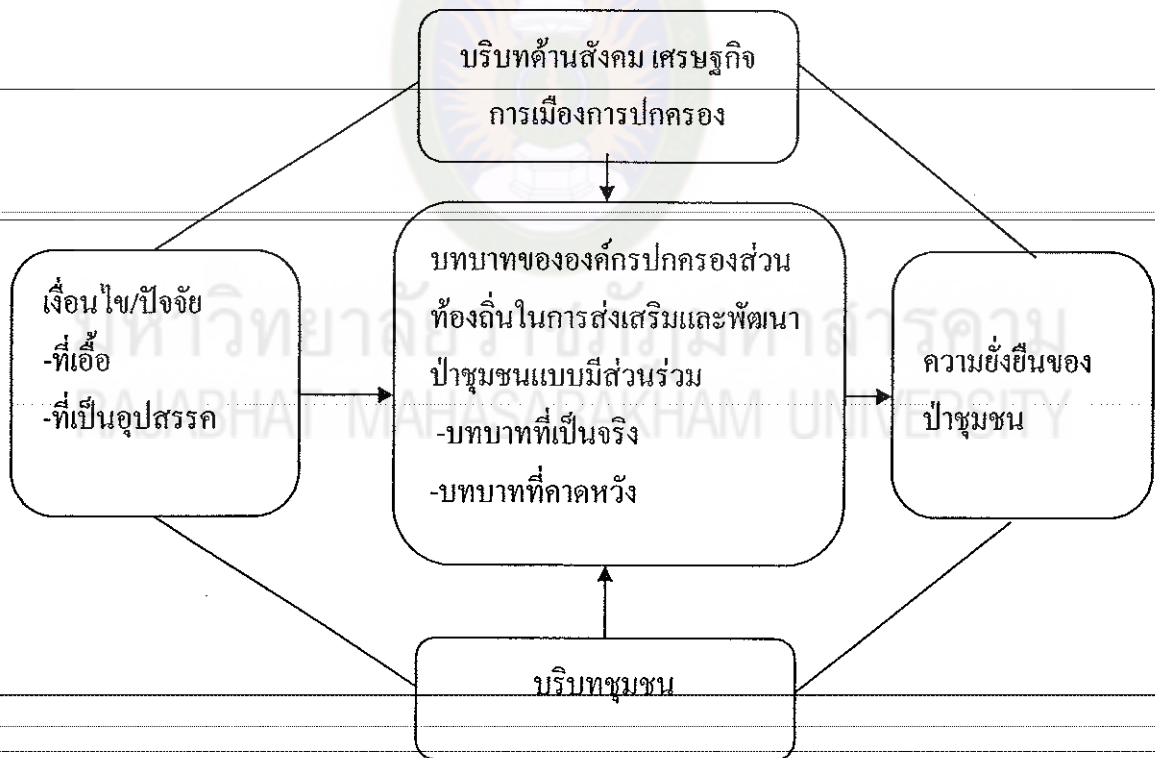 บริบทด้านสังคม เศรษฐกิจ
การเมืองการปกครอง
เงื่อนไข/ปัจจัย
-ที่เอื้อ
-ที่เป็นอุปสรรค
บทบาทขององค์กรปกครองส่วน
ท้องถิ่นในการส่งเสริมและพัฒนา
ป่าชุมชนแบบมีส่วนร่วม
-บทบาทที่เป็นจริง
-บทบาทที่คาดหวัง
ความยั่งยืนของ
ป่าชุมชน
บริบทชุมชน
มหาวิทยาลัยราชภัฏมหาสารคาม
RAJABHAT MAHASARAKHAM UNIVERSITY